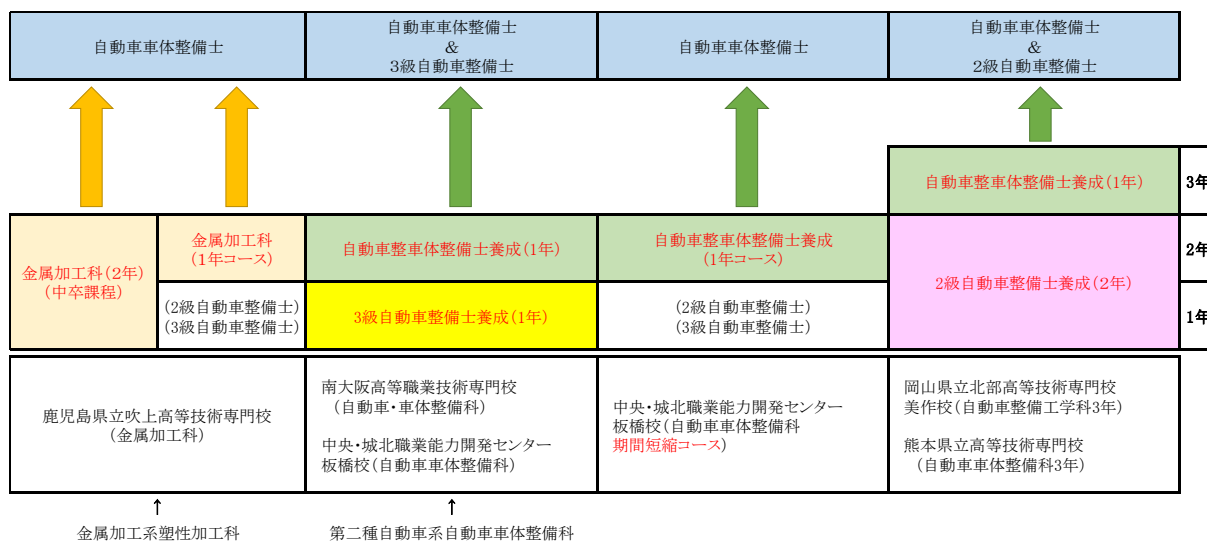 自動車車体整備士
自動車車体整備士
&
3級自動車整備士
自動車車体整備士
自動車車体整備士
&
2級自動車整備士
自動車整車体整備士養成(1年)
3年
金属加工科(2年)
(中卒課程)
金属加工科
(1年コース)
自動車整車体整備士養成(1年)
自動車整車体整備士養成
(1年コース)
2級自動車整備士養成(2年)
2年
(2級自動車整備士)
(3級自動車整備士)
3級自動車整備士養成(1年)
(2級自動車整備士)
(3級自動車整備士)
1年
鹿児島県立吹上高等技術専門校
(金属加工科)
南大阪高等職業技術専門校
(自動車・車体整備科)
中央・城北職業能力開発センター
板橋校(自動車車体整備科)
中央・城北職業能力開発センター
板橋校(自動車車体整備科
期間短縮コース)
岡山県立北部高等技術専門校
美作校(自動車整備工学科3年)
熊本県立高等技術専門校
(自動車車体整備科3年)
↑
金属加工系塑性加工科
↑
第二種自動車系自動車車体整備科